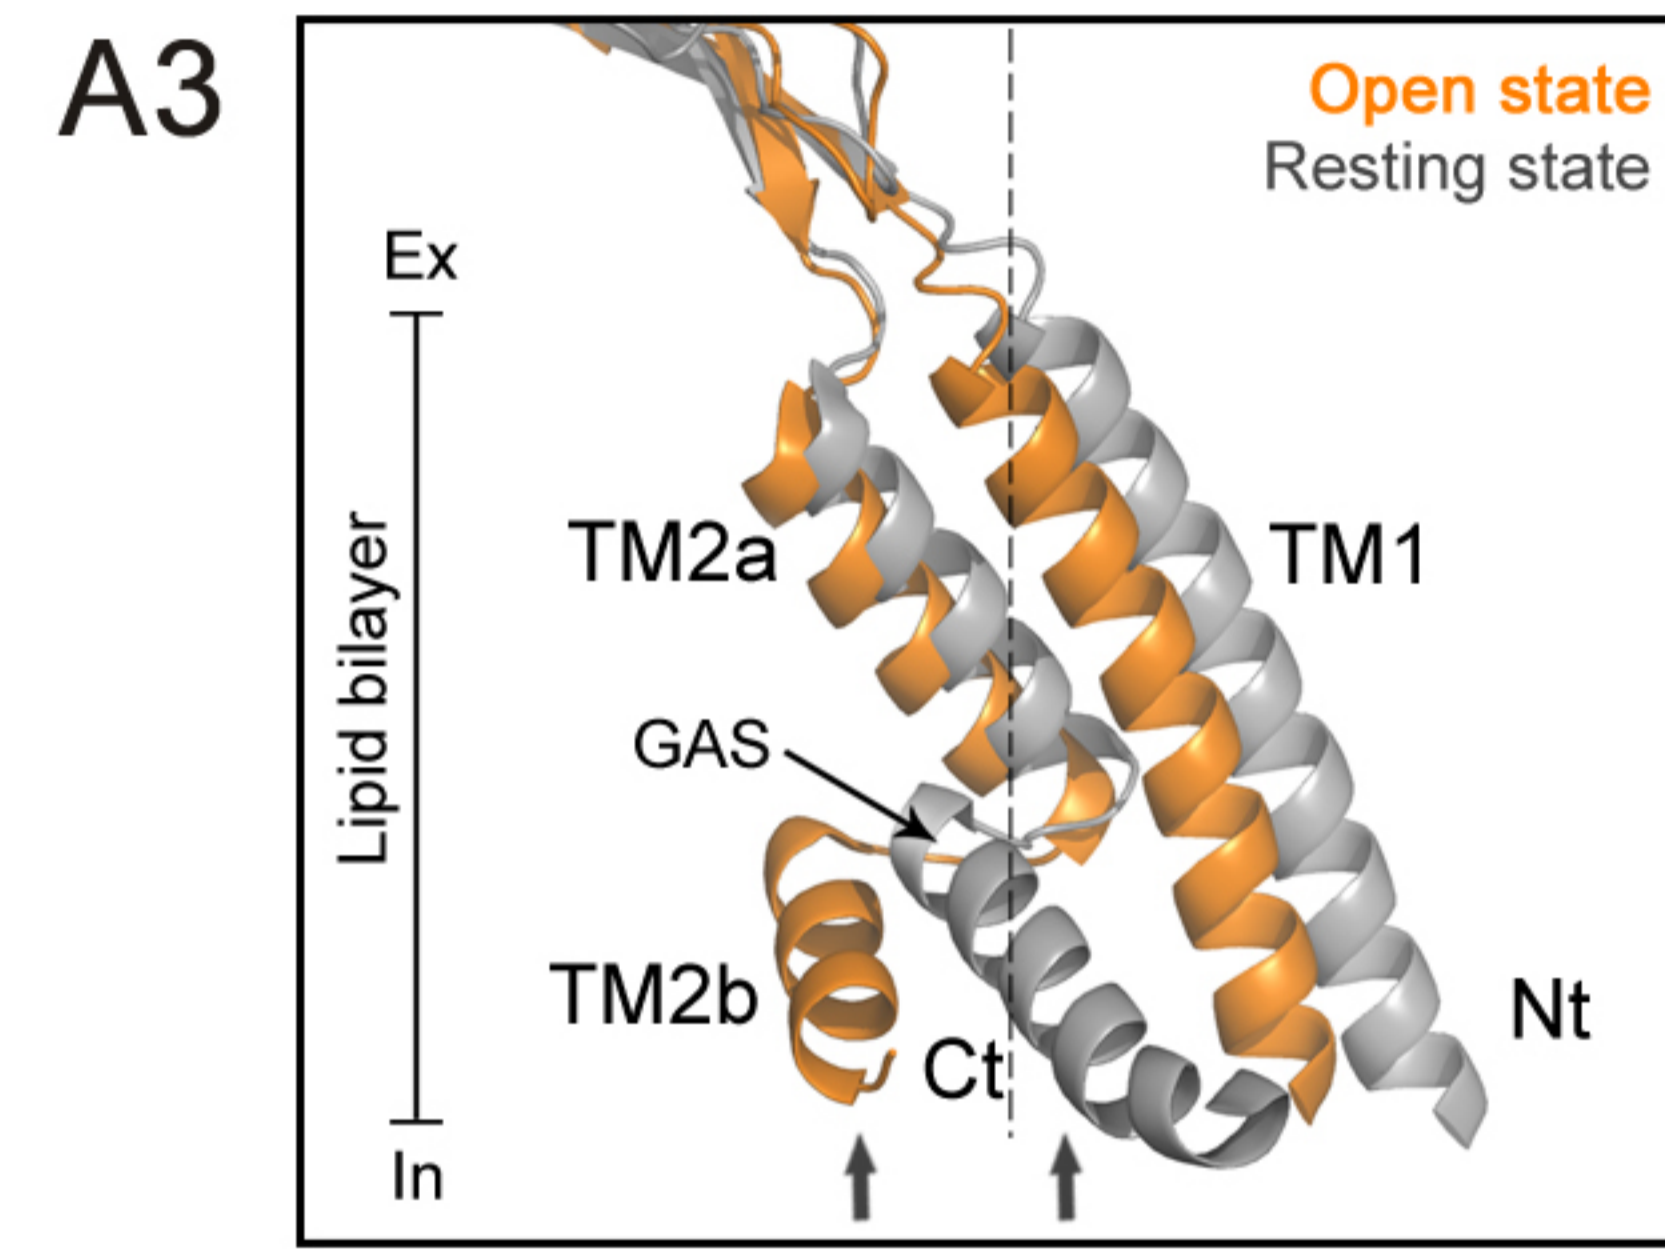 A3
Open state
Resting state
Ex
Lipid bilayer
TM2a
TM1
GAS
TM2b
Ct
Nt
In